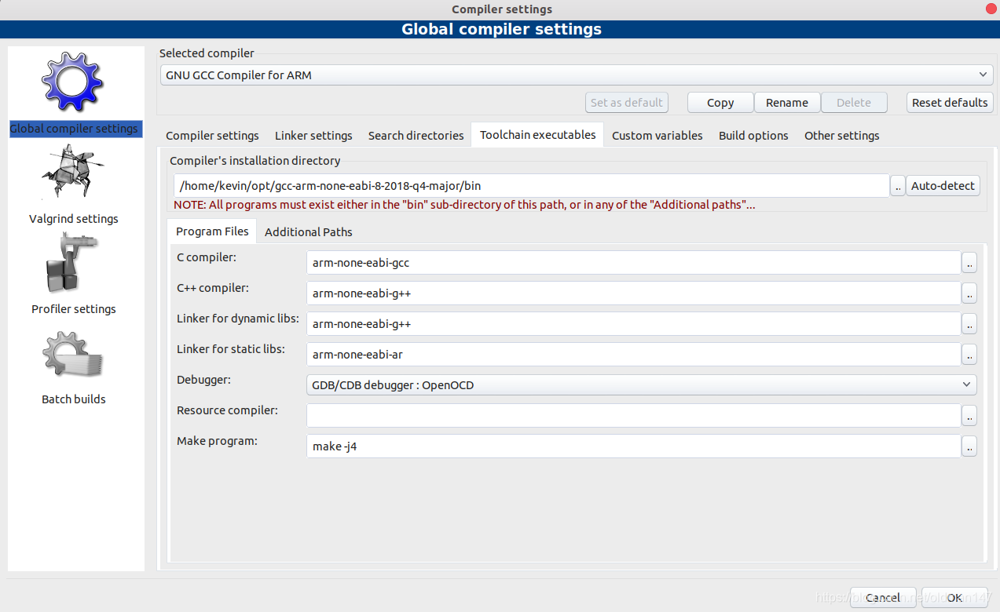 Compiler settings
Global compiler settings
Global compiler settings
Valgrind settings
Profiler settings
Batch builds
Selected compiler
GNU GCC Compiler for ARM
Set as default Copy Rename Delete Reset defaults
Compiler settings Linker settings Search directories Toolchain executables Custom variables Build options Other settings
Compiler's installation directory
/home/kevin/opt/gcc-arm-none-eabi-8-2018-q4-major/bin .. Auto-detect
NOTE: All programs must exist either in the "bin" sub-directory of this path, or in any of the "Additional paths"...
Program Files Additional Paths
C compiler: arm-none-eabi-gcc ..
C++ compiler: arm-none-eabi-g++ ..
Linker for dynamic libs: arm-none-eabi-g++ ..
Linker for static libs: arm-none-eabi-ar ..
Debugger: GDB/CDB debugger : OpenOCD
Resource compiler: ..
Make program: make -j4 ..
Cancel OK